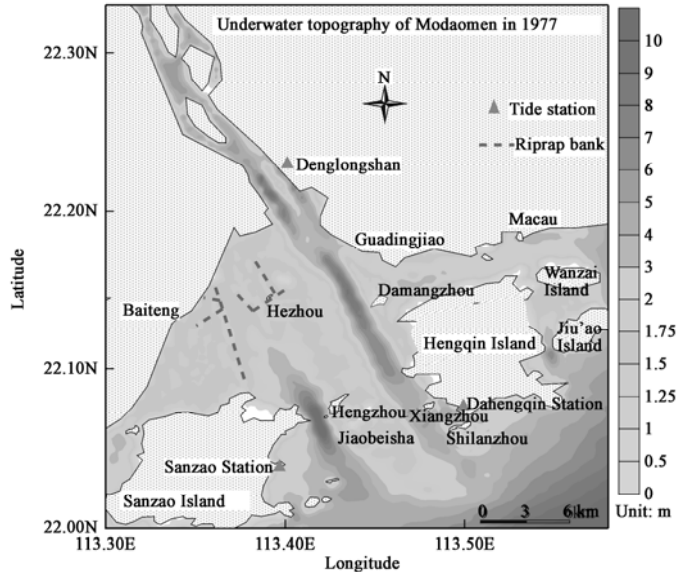 Underwater topography of Modaomen in 1977
N
Tide station
Riprap bank
Denglongshan
Guadingjiao
Macau
Wanzai
Island
Damangzhou
Baiteng
Hezhou
Hengqin Island
Jiu'ao
Island
Hengzhou
Xiangzhou
Dahengqin Station
Jiaobeisha
Shilanzhou
Sanzao Station
Sanzao Island
0 3 6km
Latitude
22.30N
22.20N
22.10N
22.00N
113.30E 113.40E 113.50E
Longitude
10
9
8
7
6
5
4
3
2
1.75
1.5
1.25
1
0.5
0
Unit: m